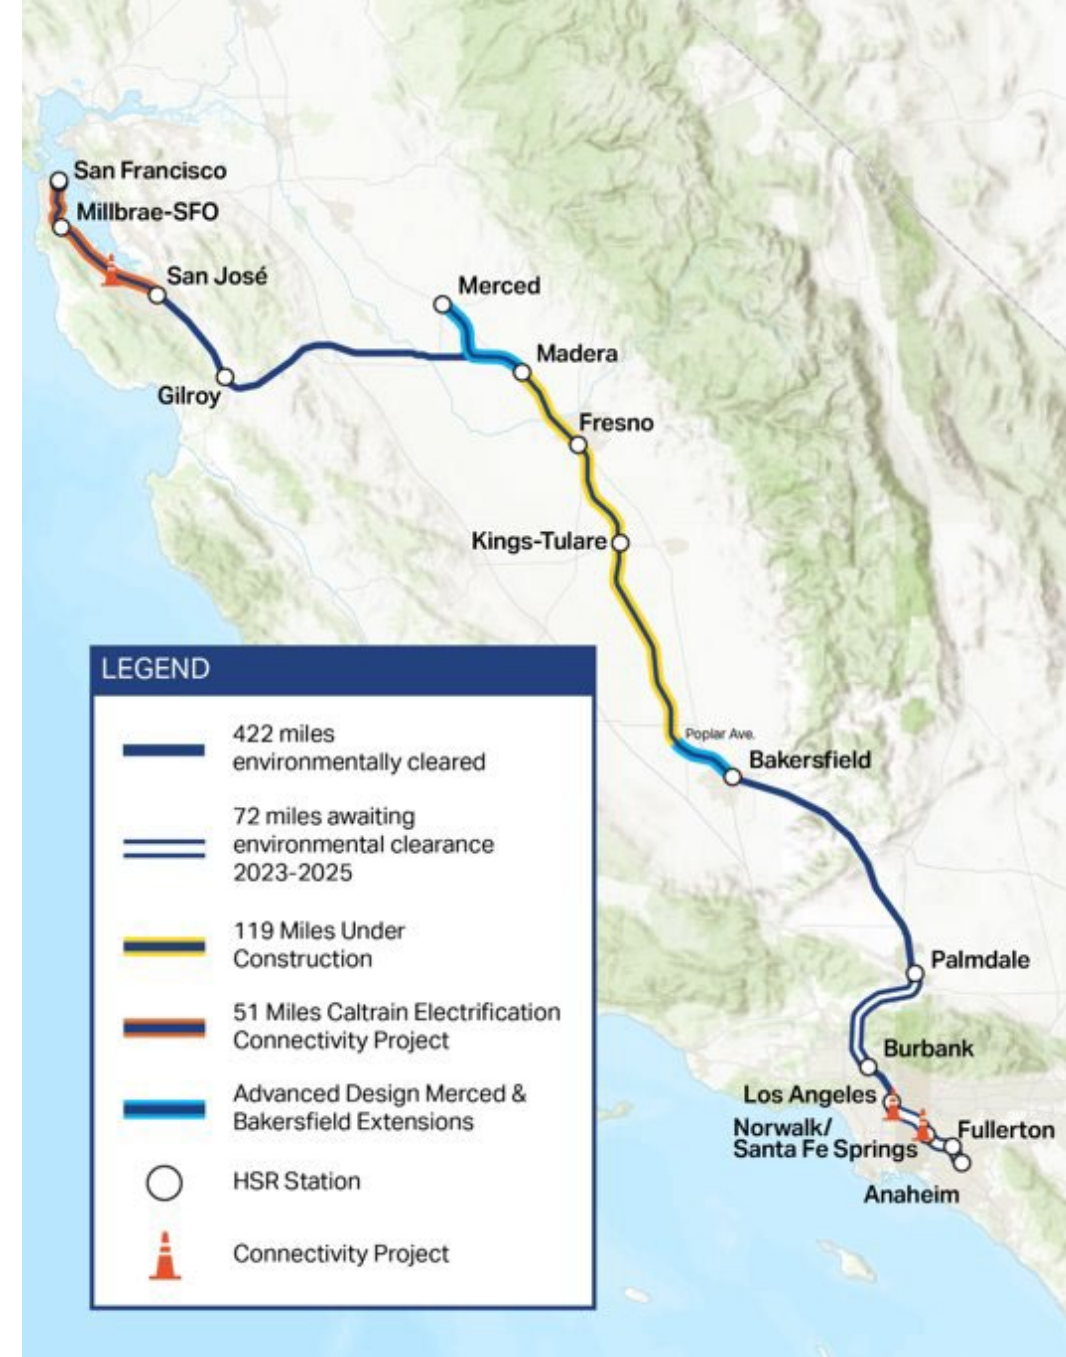 San Francisco
Millbrae-SFO
San José
Merced
Madera
Gilroy
Fresno
Kings-Tulare
LEGEND
422 miles
environmentally cleared
72 miles awaiting
environmental clearance
2023-2025
119 Miles Under
Construction
51 Miles Caltrain Electrification
Connectivity Project
Advanced Design Merced &
Bakersfield Extensions
HSR Station
Connectivity Project
Poplar Ave.
Bakersfield
Palmdale
Burbank
Los Angeles
Norwalk/
Santa Fe Springs
Fullerton
Anaheim